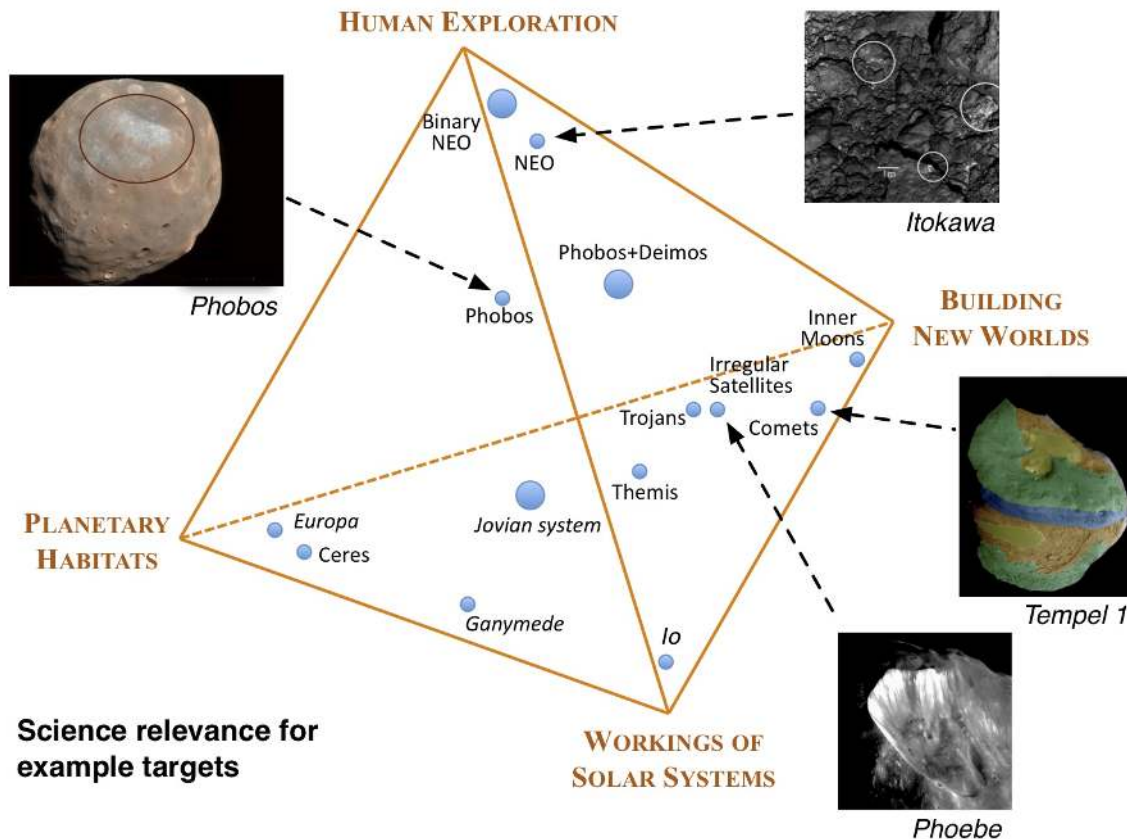 HUMAN EXPLORATION
Binary
NEO
NEO
Itokawa
Phobos
Phobos+Deimos
Phobos
BUILDING
NEW WORLDS
Inner
Moons
Irregular
Satellites
Trojans
Comets
Themis
Tempel 1
PLANETARY
HABITATS
Europa
Ceres
Jovian system
Ganymede
Io
Science relevance for
example targets
WORKINGS OF
SOLAR SYSTEMS
Phoebe